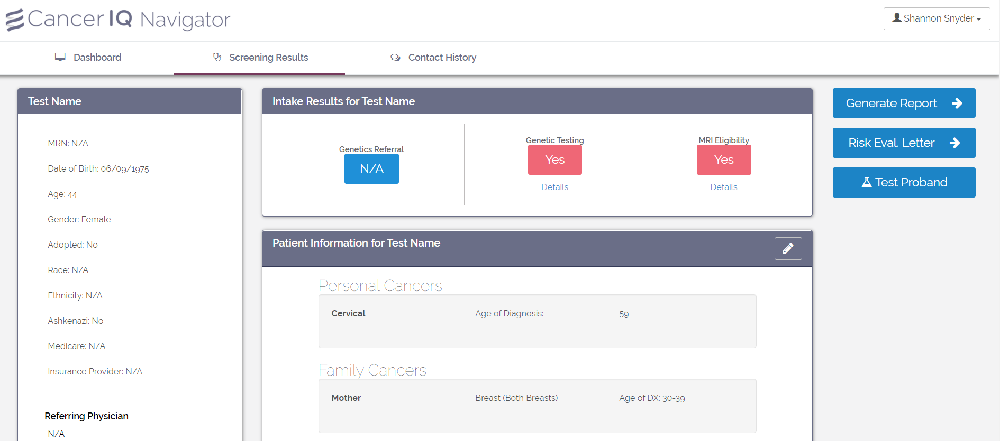 Cancer IQ Navigator
Shannon Snyder
Dashboard
Screening Results
Contact History
Test Name
MRN: N/A
Date of Birth: 06/09/1975
Age: 44
Gender: Female
Adopted: No
Race: N/A
Ethnicity: N/A
Ashkenazi: No
Medicare: N/A
Insurance Provider: N/A
Referring Physician
N/A
Intake Results for Test Name
Genetics Referral
N/A
Genetic Testing
Yes
Details
MRI Eligibility
Yes
Details
Patient Information for Test Name
Personal Cancers
Cervical Age of Diagnosis: 59
Family Cancers
Mother Breast (Both Breasts) Age of DX: 30-39
Generate Report
Risk Eval. Letter
Test Proband